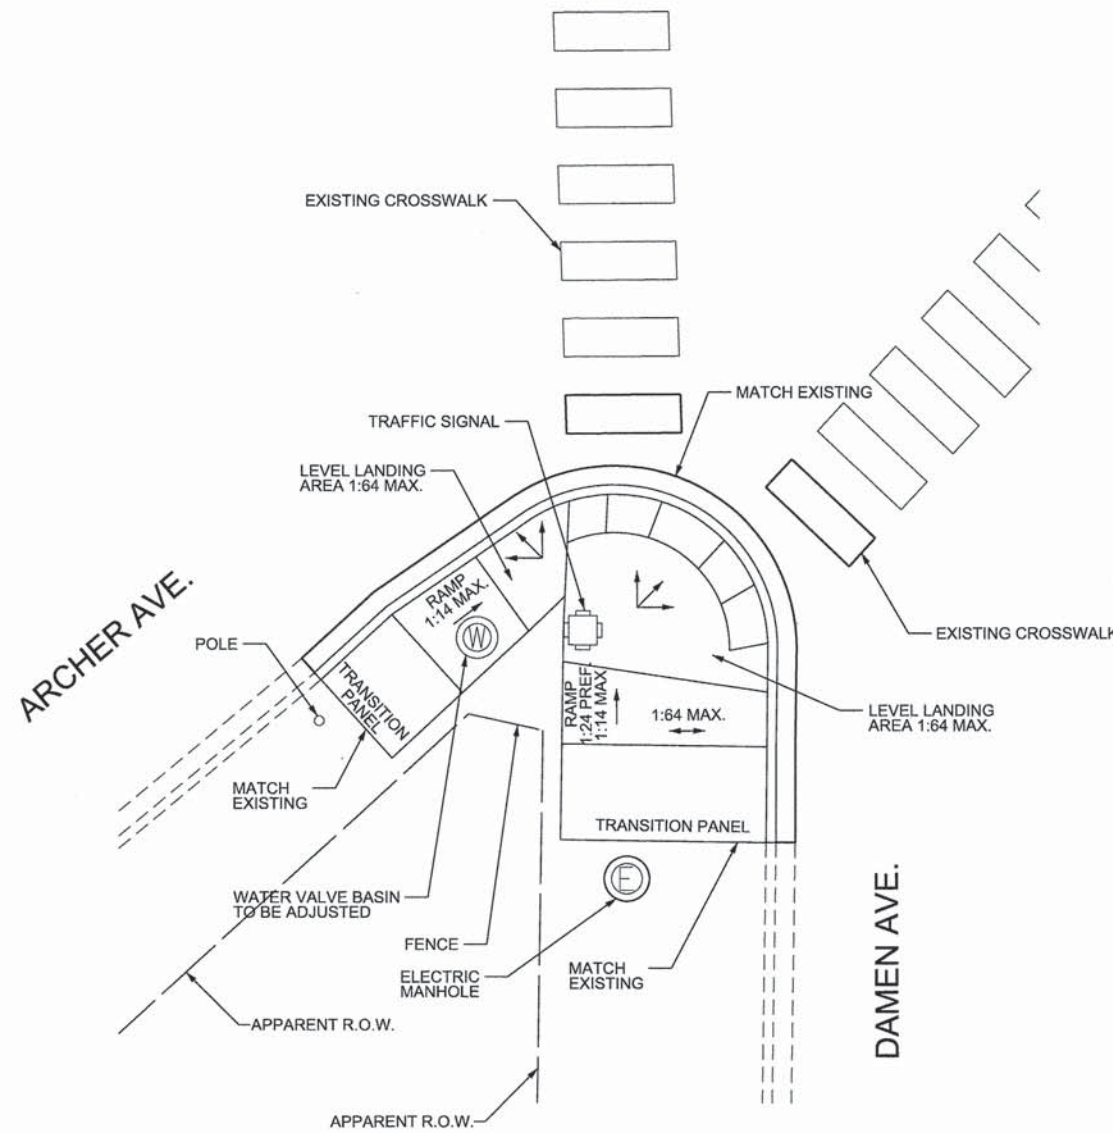 EXISTING CROSSWALK
MATCH EXISTING
TRAFFIC SIGNAL
LEVEL LANDING
AREA 1:64 MAX.
RAMP
1:14 MAX.
W
ARCHER AVE.
POLE
EXISTING CROSSWALK
TRANSITION
PANEL
RAMP
1:24 PREF.
1:14 MAX.
1:64 MAX.
LEVEL LANDING
AREA 1:64 MAX.
MATCH
EXISTING
TRANSITION PANEL
E
WATER VALVE BASIN
TO BE ADJUSTED
FENCE
ELECTRIC
MANHOLE
MATCH
EXISTING
DAMEN AVE.
APPARENT R.O.W.
APPARENT R.O.W.